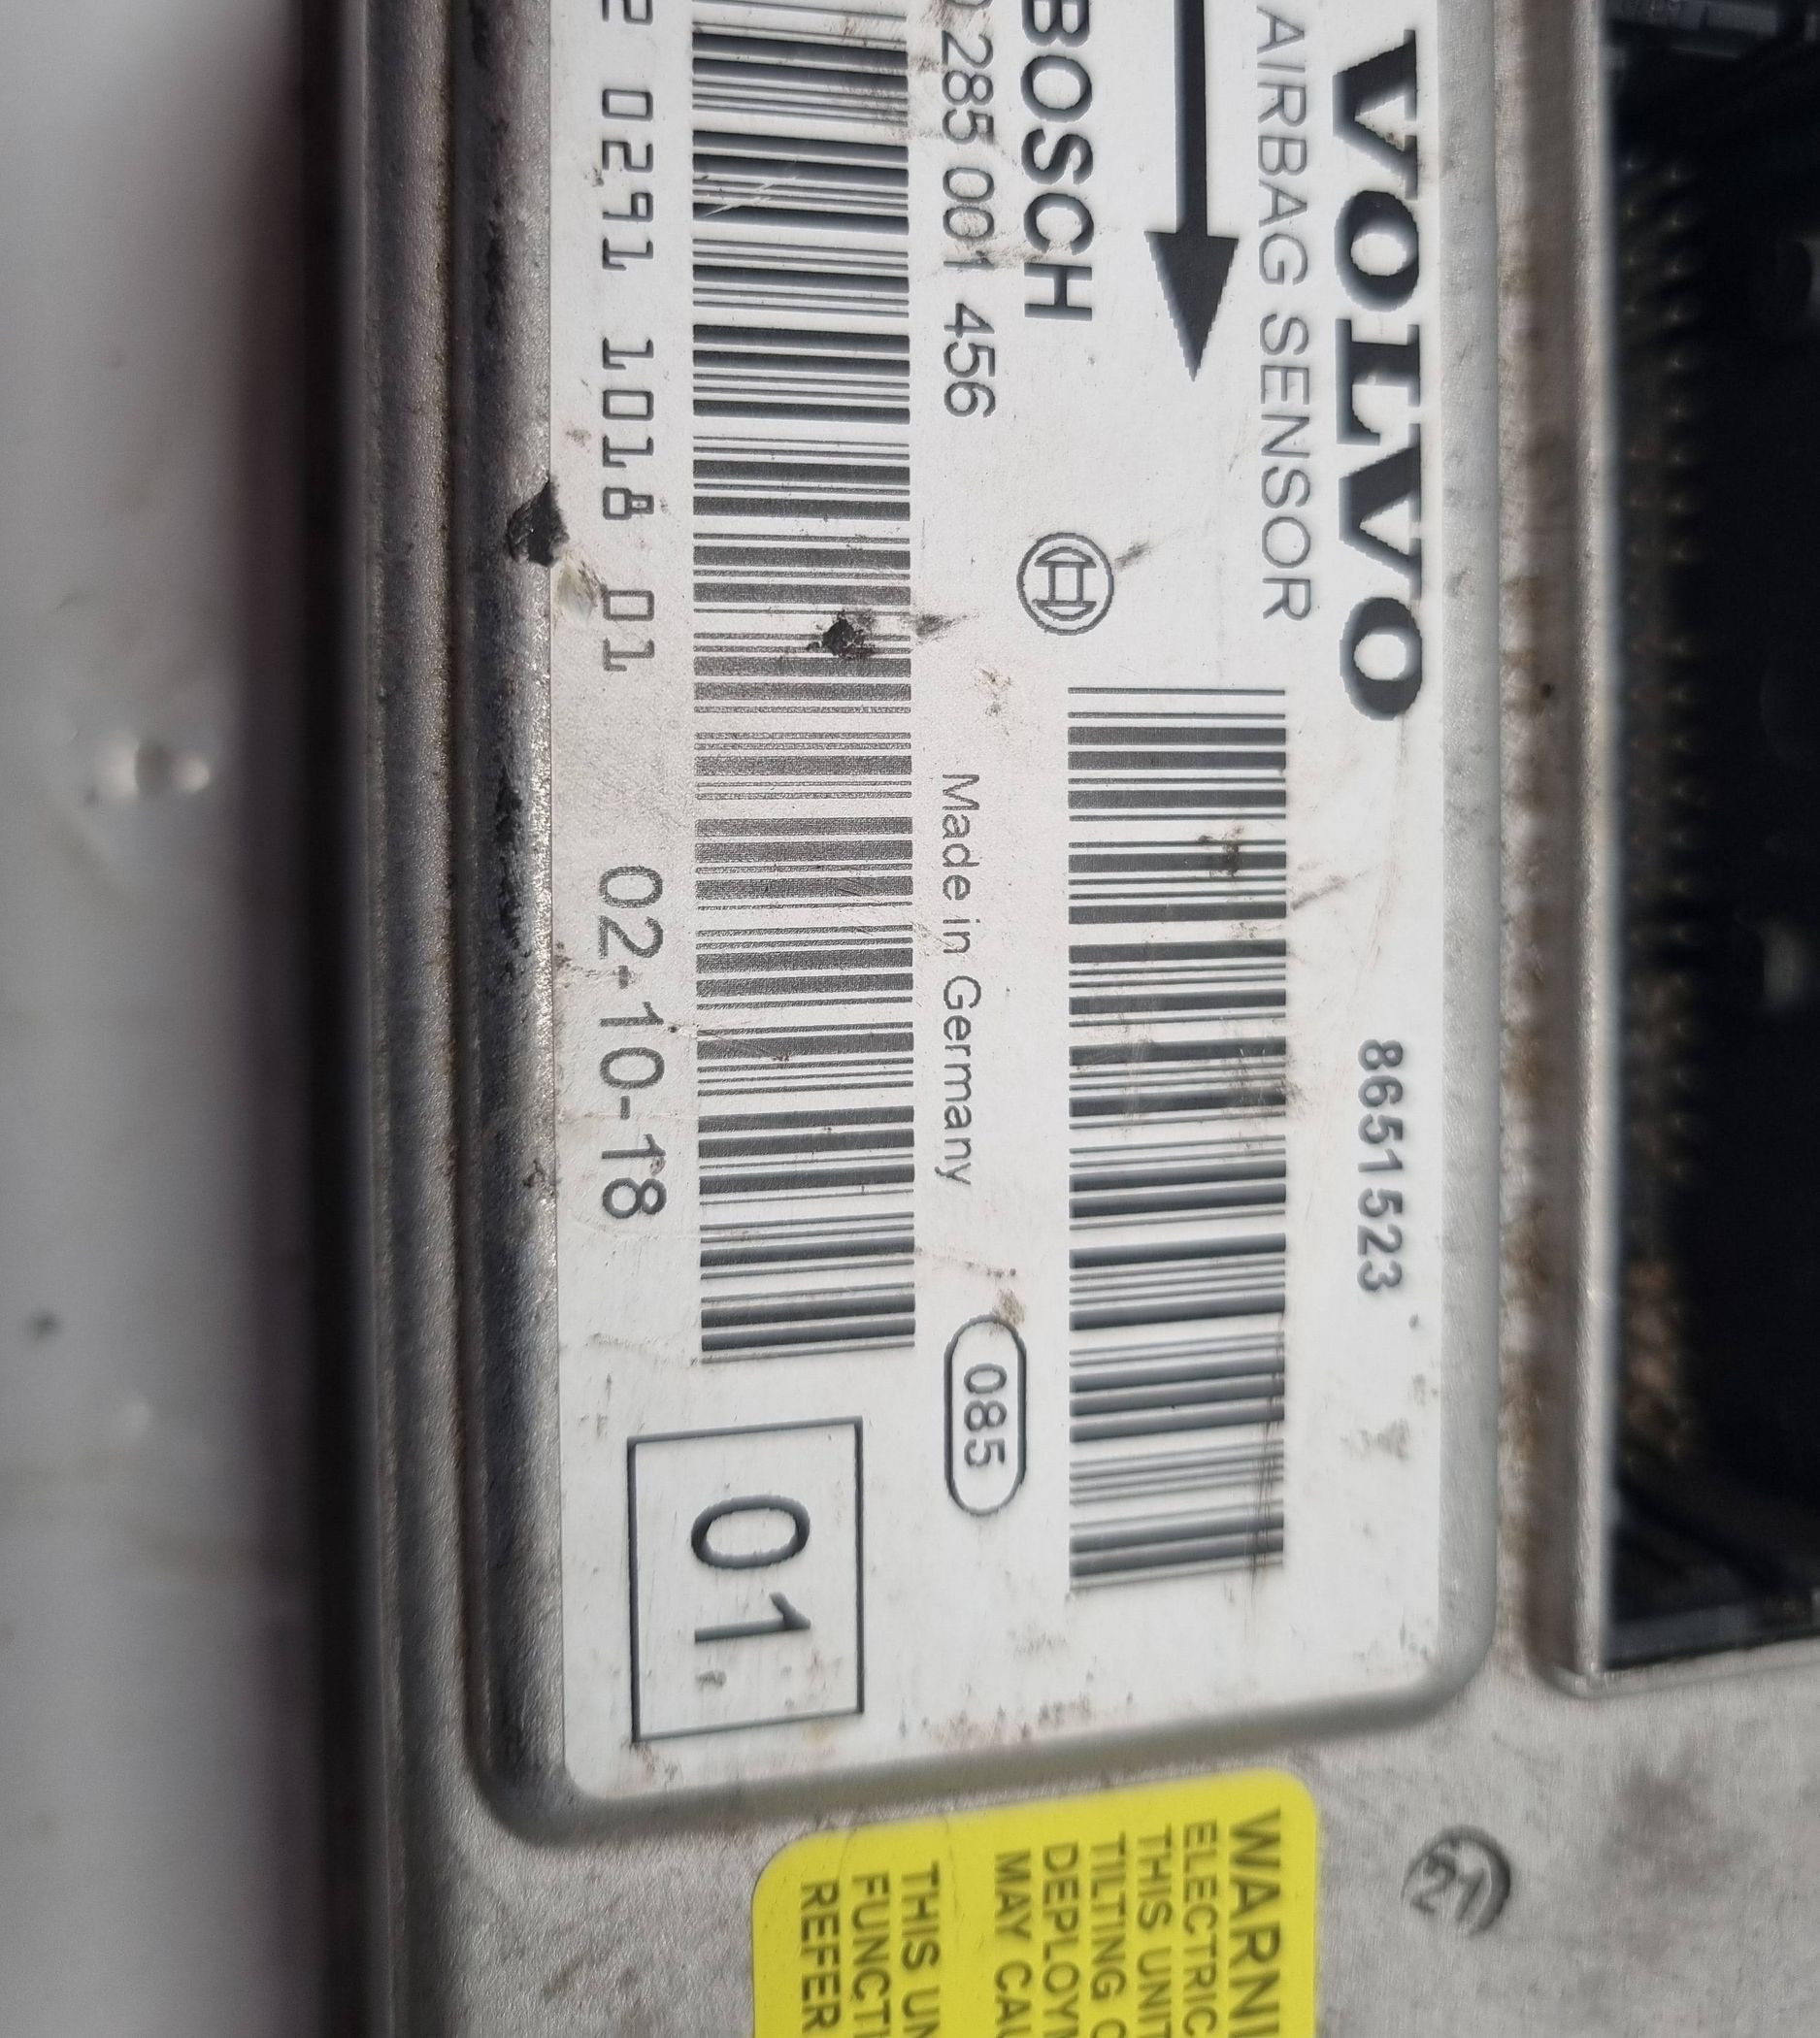 VOLVO
AIRBAG SENSOR
8651523
BOSCH
285 001 456
Made in Germany
085
0291 1018 01
02-10-18
01
WARNI
ELECTRIC
THIS UNIT
TILTING
DEPLOYM
MAY CAU
THIS UN
FUNCTI
REFER
21